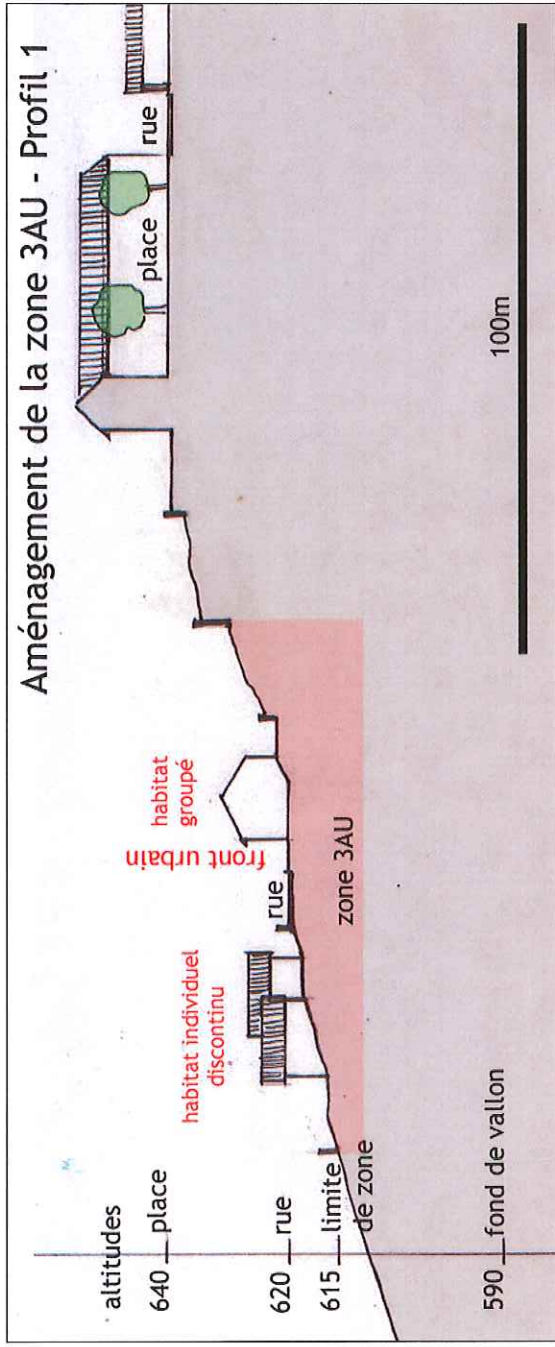 Aménagement de la zone 3AU - Profil 1
altitudes
640 place
620 rue
615 limite
de zone
590 fond de vallon
habitat individuel
discontinu
rue
front urbain
habitat
groupé
zone 3AU
place
rue
100m